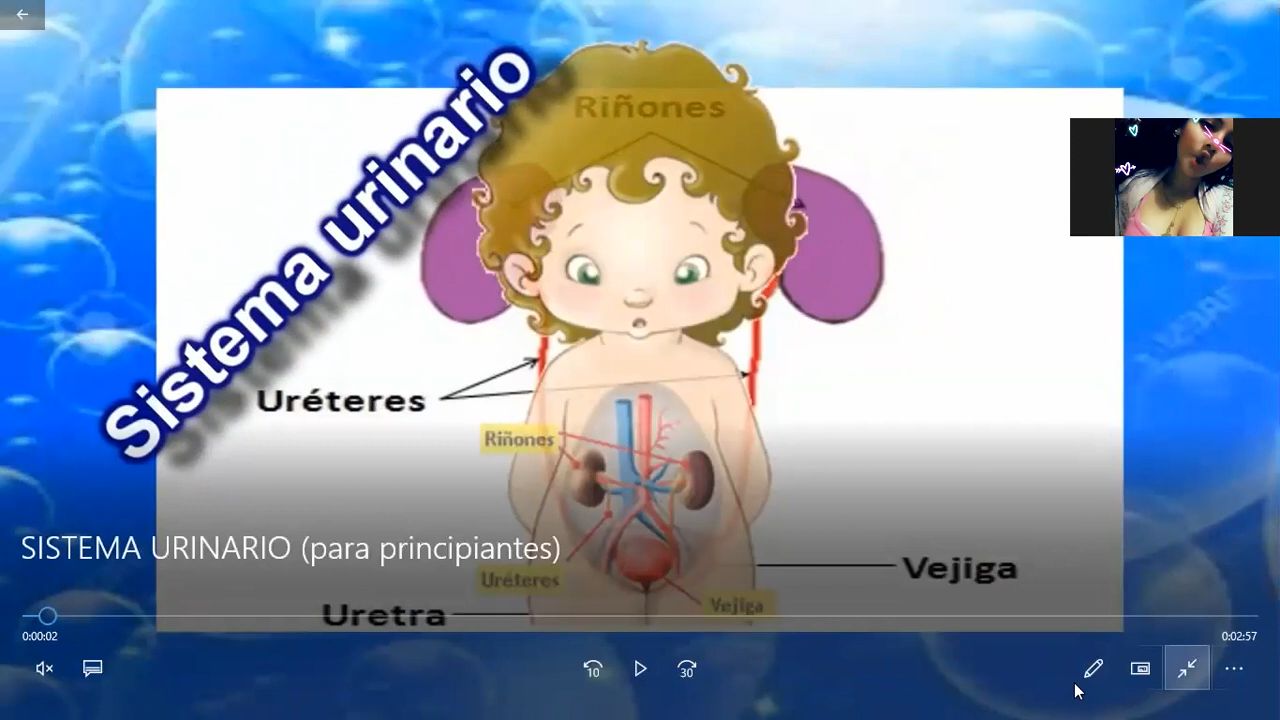 Sistema urinario
Riñones
Uréteres
Riñones
SISTEMA URINARIO (para principiantes)
Uréteres
Vejiga
Vejiga
Uretra
0:00:02
0:02:57
10
30